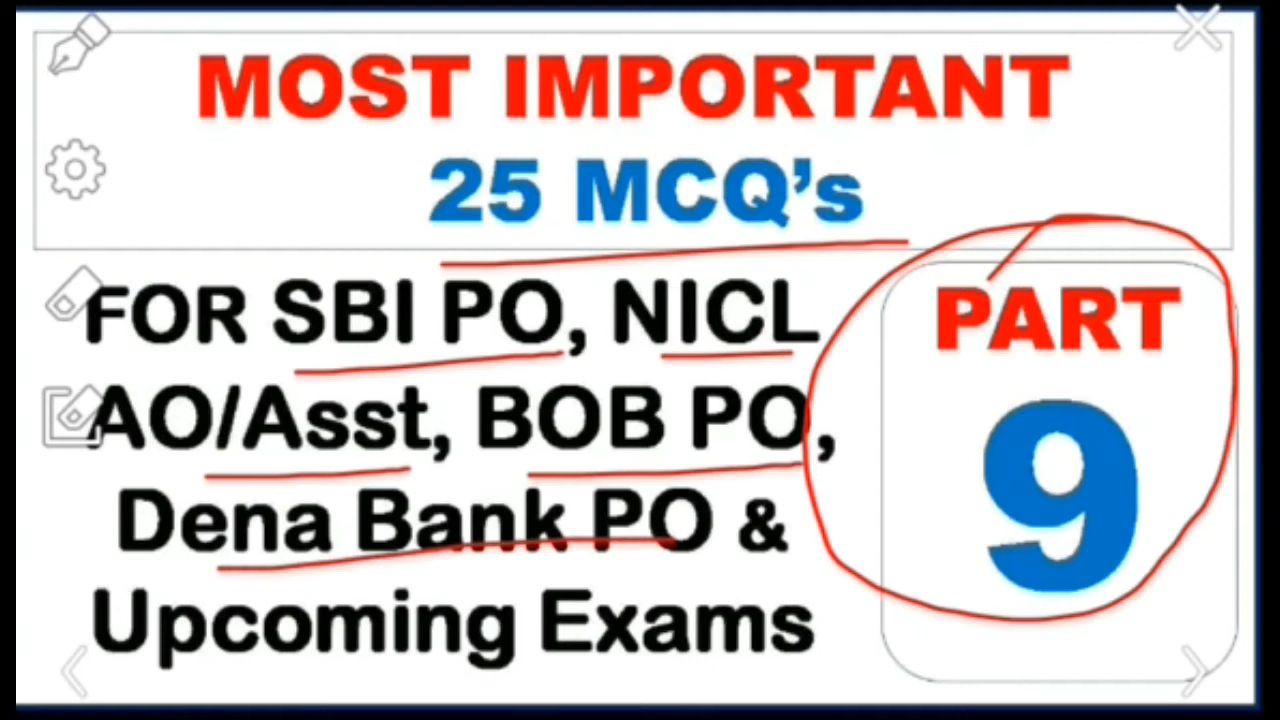 MOST IMPORTANT
25 MCQ's
FOR SBI PO, NICL
AO/Asst, BOB PO,
Dena Bank PO &
Upcoming Exams
PART
9